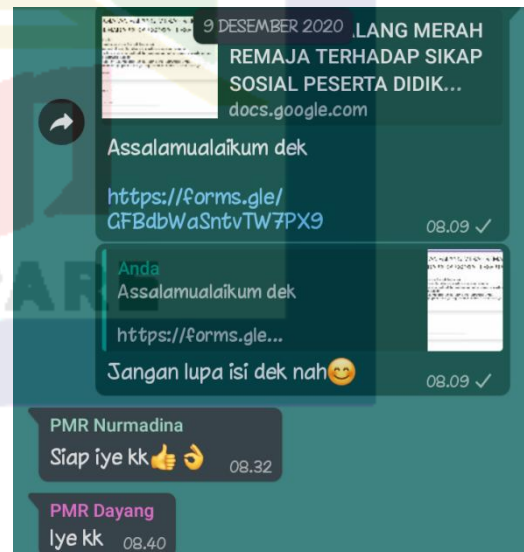 9 DESEMBER 2020
LANG MERAH
REMAJA TERHADAP SIKAP
SOSIAL PESERTA DIDIK...
docs.google.com
Assalamualaikum dek
https://forms.gle/
GFBdbWaSntvTW7PX9
08.09
Anda
Assalamualaikum dek
https://forms.gle...
Jangan lupa isi dek nah😊
08.09
PMR Nurmadina
Siap iye kk👍👌
08.32
PMR Dayang
Iye kk
08.40